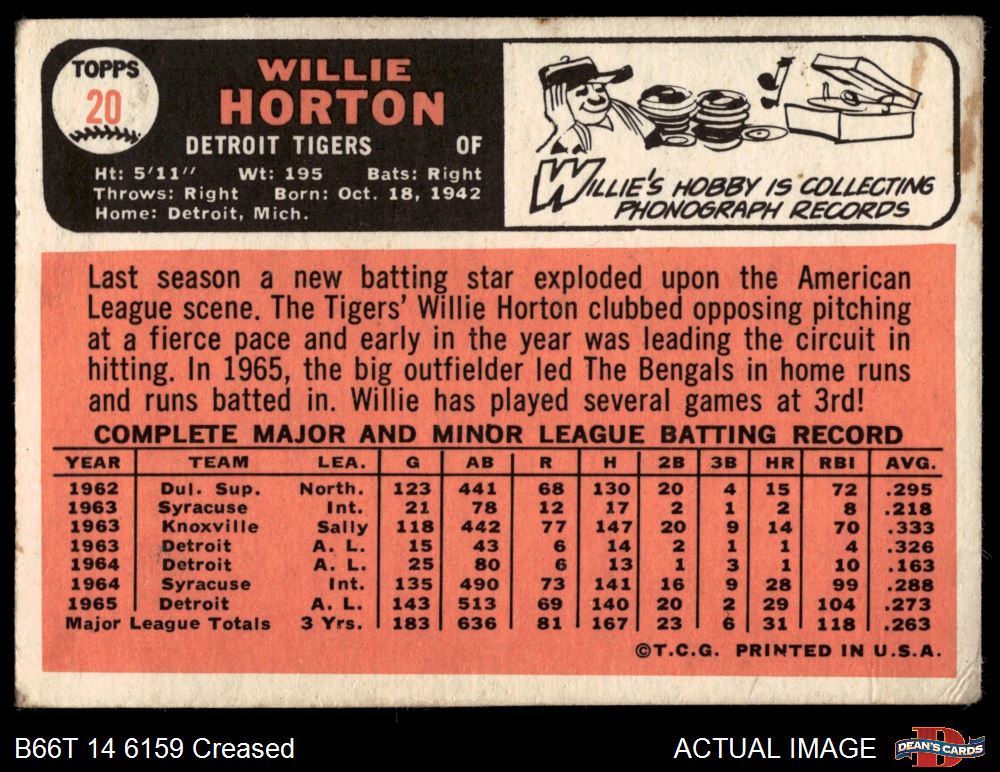 TOPPS
20
WILLIE
HORTON
DETROIT TIGERS OF
Ht: 5'11" Wt: 195 Bats: Right
Throws: Right Born: Oct. 18, 1942
Home: Detroit, Mich.
WILLIE'S HOBBY IS COLLECTING
PHONOGRAPH RECORDS
Last season a new batting star exploded upon the American
League scene. The Tigers' Willie Horton clubbed opposing pitching
at a fierce pace and early in the year was leading the circuit in
hitting. In 1965, the big outfielder led The Bengals in home runs
and runs batted in. Willie has played several games at 3rd!
COMPLETE MAJOR AND MINOR LEAGUE BATTING RECORD
YEAR TEAM LEA. G AB R H 2B 3B HR RBI AVG.
1962 Dul. Sup. North. 123 441 68 130 20 4 15 72 .295
1963 Syracuse Int. 21 78 12 17 2 1 2 8 .218
1963 Knoxville Sally 118 442 77 147 20 9 14 70 .333
1963 Detroit A. L. 15 43 6 14 2 1 1 4 .326
1964 Detroit A. L. 25 80 6 13 1 3 1 10 .163
1964 Syracuse Int. 135 490 73 141 16 9 28 99 .288
1965 Detroit A. L. 143 513 69 140 20 2 29 104 .273
Major League Totals 3 Yrs. 183 636 81 167 23 6 31 118 .263
©T.C.G. PRINTED IN U.S.A.
B66T 14 6159 Creased ACTUAL IMAGE DEAN'S CARDS